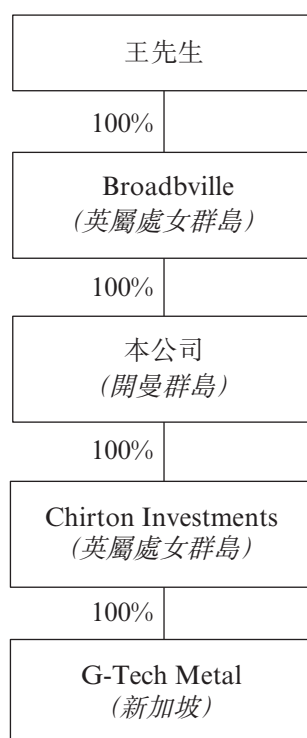 王先生
100%
Broadbville
(英屬處女群島)
100%
本公司
(開曼群島)
100%
Chirton Investments
(英屬處女群島)
100%
G-Tech Metal
(新加坡)